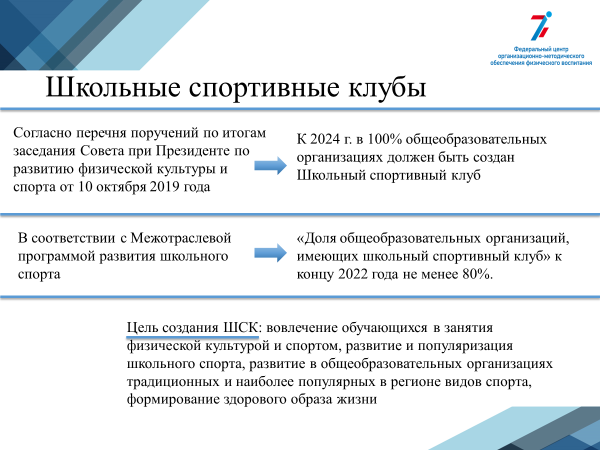 Федеральный центр
организационно-методического
обеспечения физического воспитания
Школьные спортивные клубы
Согласно перечня поручений по итогам
заседания Совета при Президенте по
развитию физической культуры и
спорта от 10 октября 2019 года
К 2024 г. в 100% общеобразовательных
организациях должен быть создан
Школьный спортивный клуб
В соответствии с Межотраслевой
программой развития школьного
спорта
«Доля общеобразовательных организаций,
имеющих школьный спортивный клуб» к
концу 2022 года не менее 80%.
Цель создания ШСК: вовлечение обучающихся в занятия
физической культурой и спортом, развитие и популяризация
школьного спорта, развитие в общеобразовательных организациях
традиционных и наиболее популярных в регионе видов спорта,
формирование здорового образа жизни